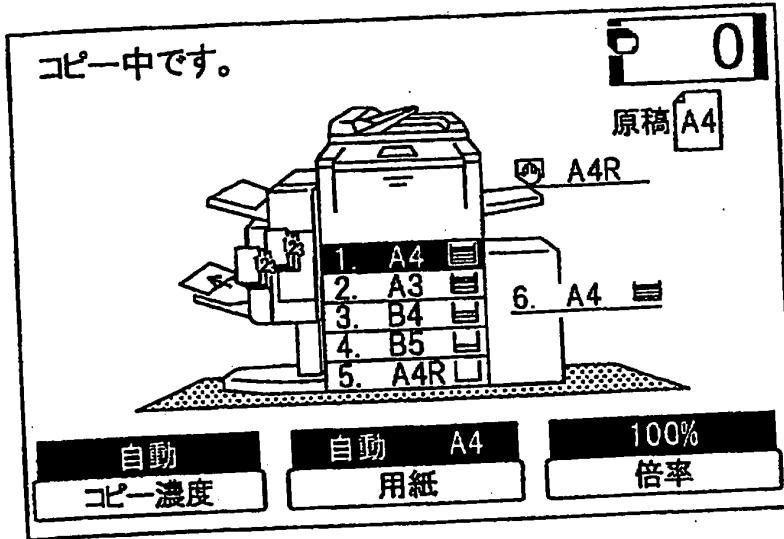 コピー中です。
0
原稿 A4
A4R
1. A4
2. A3
3. B4
4. B5
5. A4R
6. A4
自動
コピー濃度
自動 A4
用紙
100%
倍率